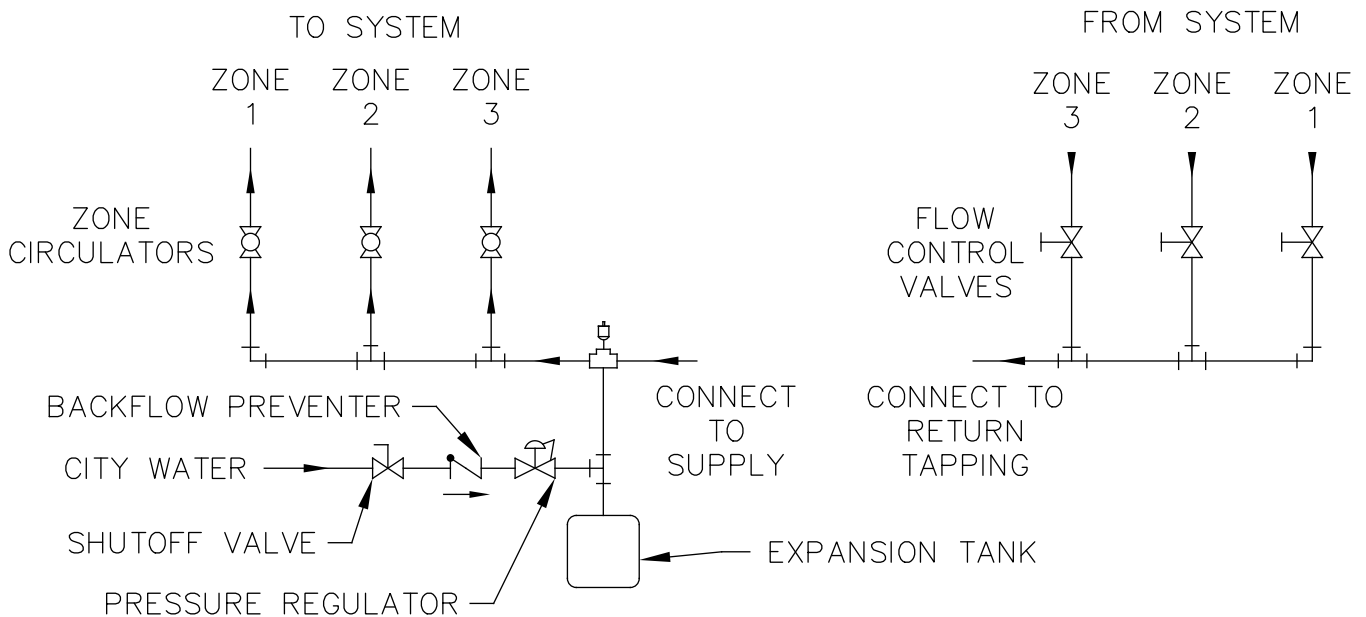 TO SYSTEM
ZONE
1
ZONE
2
ZONE
3
ZONE
CIRCULATORS
FROM SYSTEM
ZONE
3
ZONE
2
ZONE
1
FLOW
CONTROL
VALVES
BACKFLOW PREVENTER
CITY WATER
SHUTOFF VALVE
PRESSURE REGULATOR
CONNECT
TO
SUPPLY
EXPANSION TANK
CONNECT TO
RETURN
TAPPING